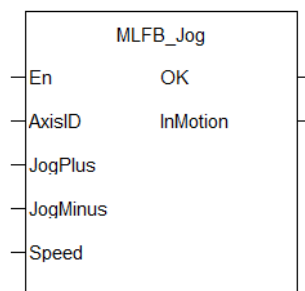 MLFB_Jog
En OK
AxisID InMotion
JogPlus
JogMinus
Speed